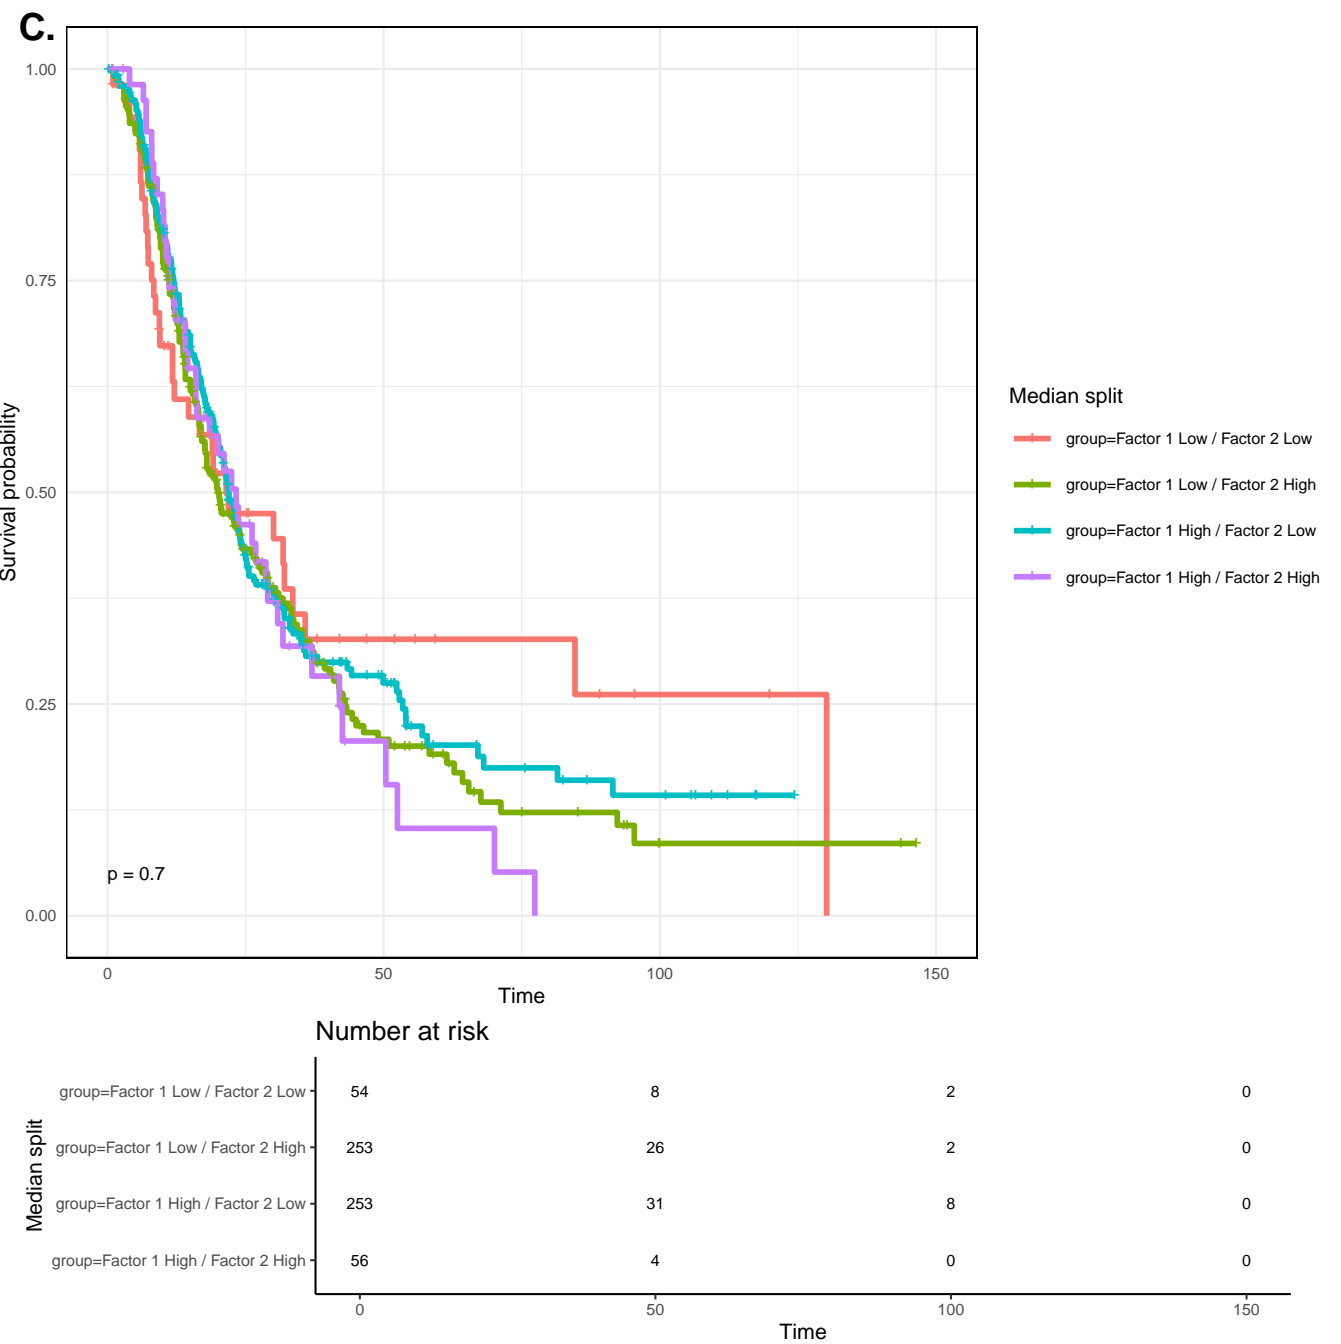 C.
1.00
0.75
0.50
0.25
0.00
Survival probability
p = 0.7
0 50 100 150
Time
Median split
group=Factor 1 Low / Factor 2 Low
group=Factor 1 Low / Factor 2 High
group=Factor 1 High / Factor 2 Low
group=Factor 1 High / Factor 2 High
Number at risk
Median split
group=Factor 1 Low / Factor 2 Low 54 8 2 0
group=Factor 1 Low / Factor 2 High 253 26 2 0
group=Factor 1 High / Factor 2 Low 253 31 8 0
group=Factor 1 High / Factor 2 High 56 4 0 0
0 50 100 150
Time